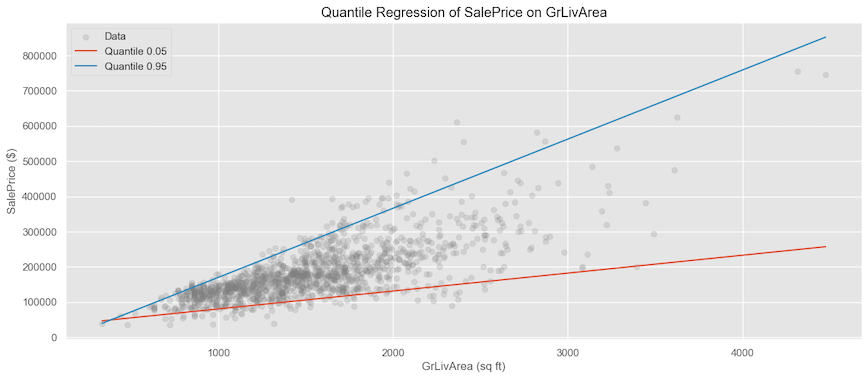 Quantile Regression of SalePrice on GrLivArea
Data
Quantile 0.05
Quantile 0.95
800000
700000
600000
500000
400000
300000
200000
100000
0
SalePrice ($)
1000 2000 3000 4000
GrLivArea (sq ft)